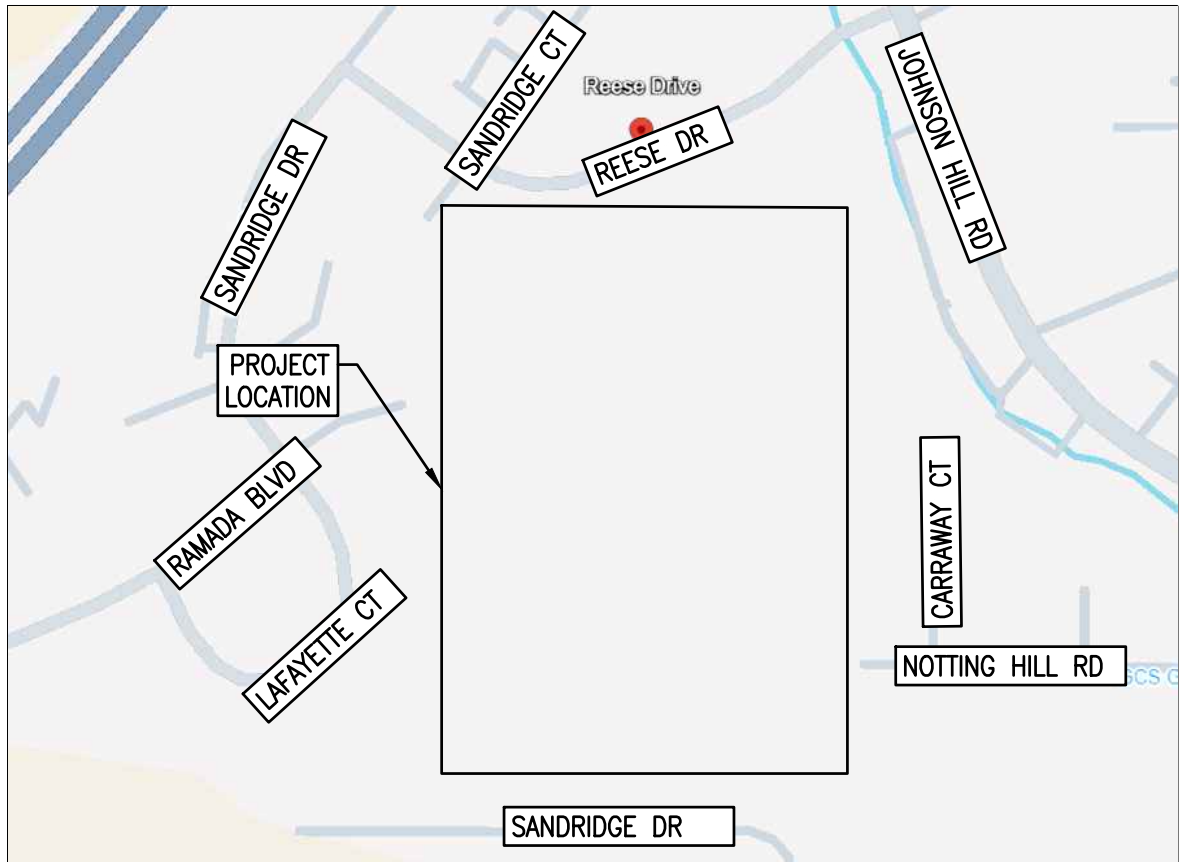 SANDRIDGE CT
Reese Drive
REESE DR
JOHNSON HILL RD
SANDRIDGE DR
PROJECT
LOCATION
RAMADA BLVD
CARRAWAY CT
LAFAYETTE CT
NOTTING HILL RD
SANDRIDGE DR